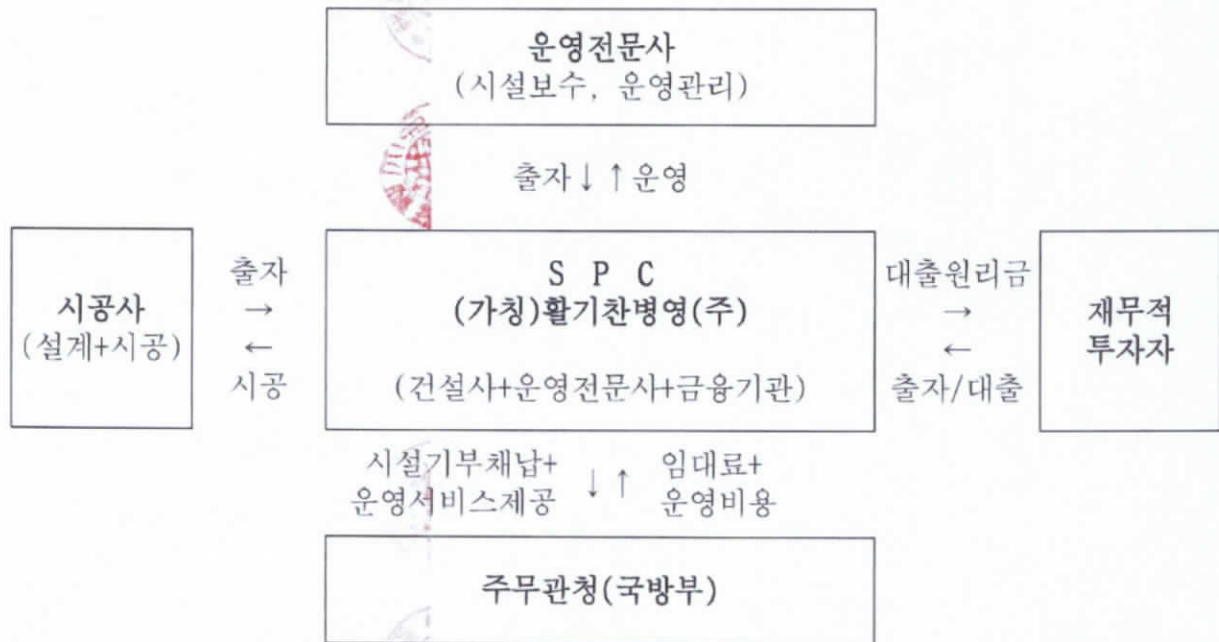 운영전문사
(시설보수, 운영관리)
출자↓ ↑운영
시공사
(설계+시공)
출자
→
←
시공
S P C
(가칭)활기찬병영(주)
(건설사+운영전문사+금융기관)
대출원리금
→
←
출자/대출
재무적
투자자
시설기부채납+
운영서비스제공
↓↑
임대료+
운영비용
주무관청(국방부)